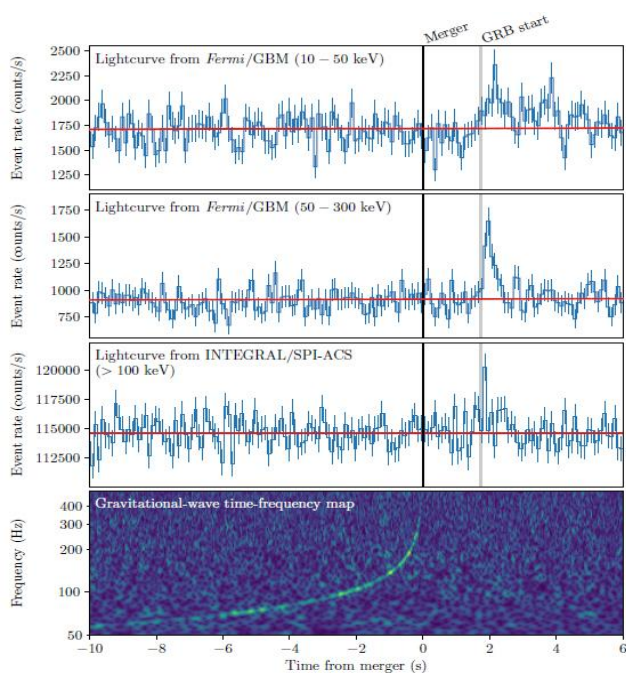 Merger
GRB start
Lightcurve from Fermi/GBM (10 − 50 keV)
Event rate (counts/s)
2500
2250
2000
1750
1500
1250
Lightcurve from Fermi/GBM (50 − 300 keV)
Event rate (counts/s)
1750
1500
1250
1000
750
Lightcurve from INTEGRAL/SPI-ACS
(> 100 keV)
Event rate (counts/s)
120000
117500
115000
112500
Gravitational-wave time-frequency map
Frequency (Hz)
400
300
200
100
50
−10 −8 −6 −4 −2 0 2 4 6
Time from merger (s)